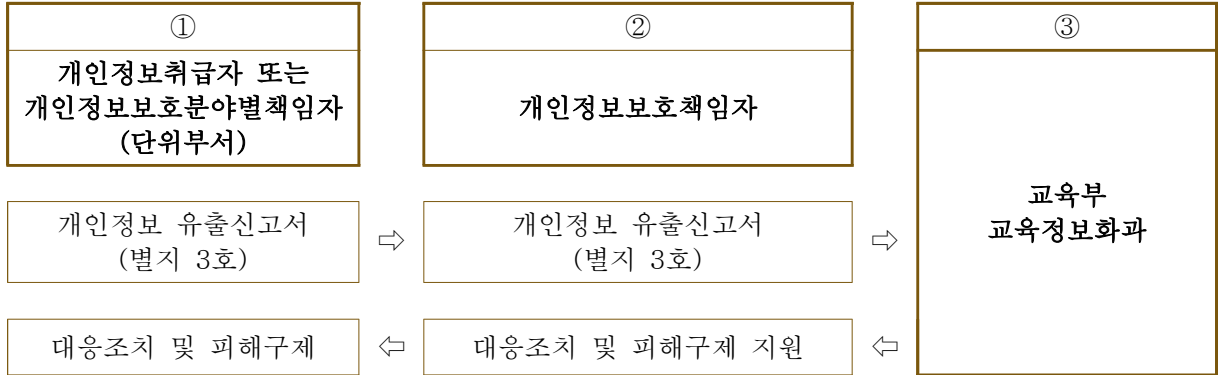 ①
개인정보취급자 또는
개인정보보호분야별책임자
(단위부서)
②
개인정보보호책임자
③
교육부
교육정보화과
개인정보 유출신고서
(별지 3호)
⇨
개인정보 유출신고서
(별지 3호)
⇨
대응조치 및 피해구제
⇦
대응조치 및 피해구제 지원
⇦